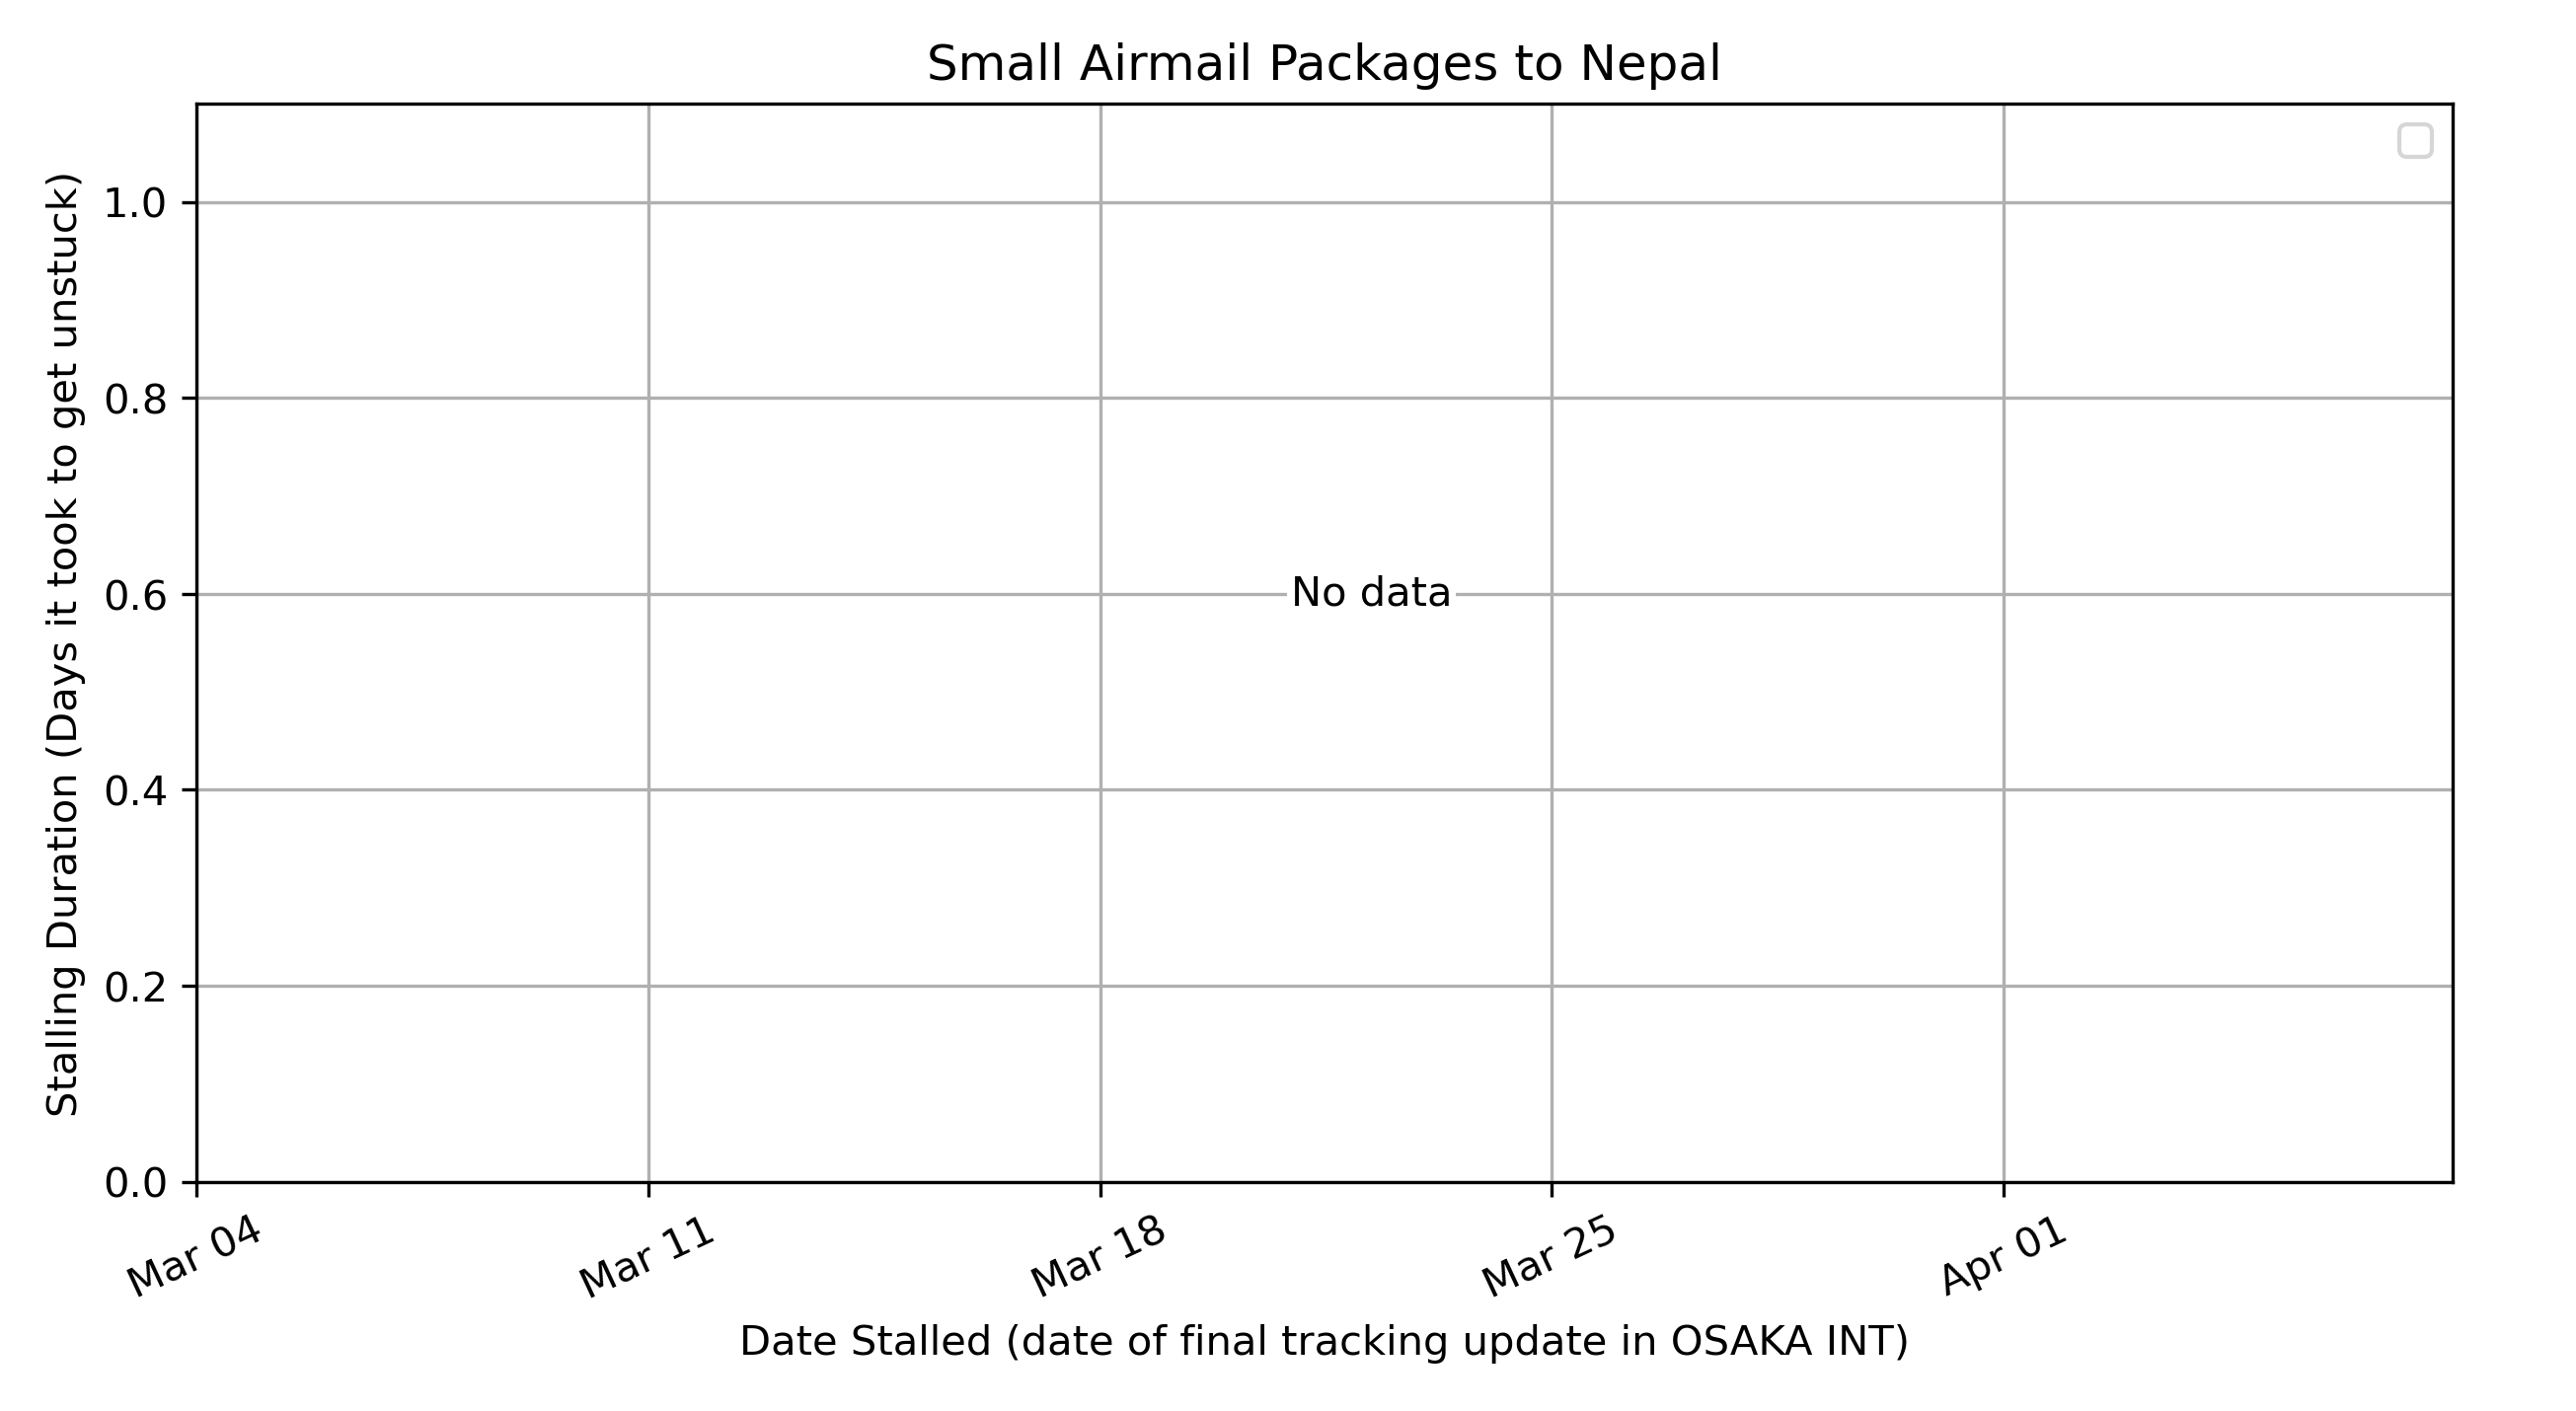 Small Airmail Packages to Nepal
Stalling Duration (Days it took to get unstuck)
1.0
0.8
0.6
0.4
0.2
0.0
No data
Mar 04
Mar 11
Mar 18
Mar 25
Apr 01
Date Stalled (date of final tracking update in OSAKA INT)